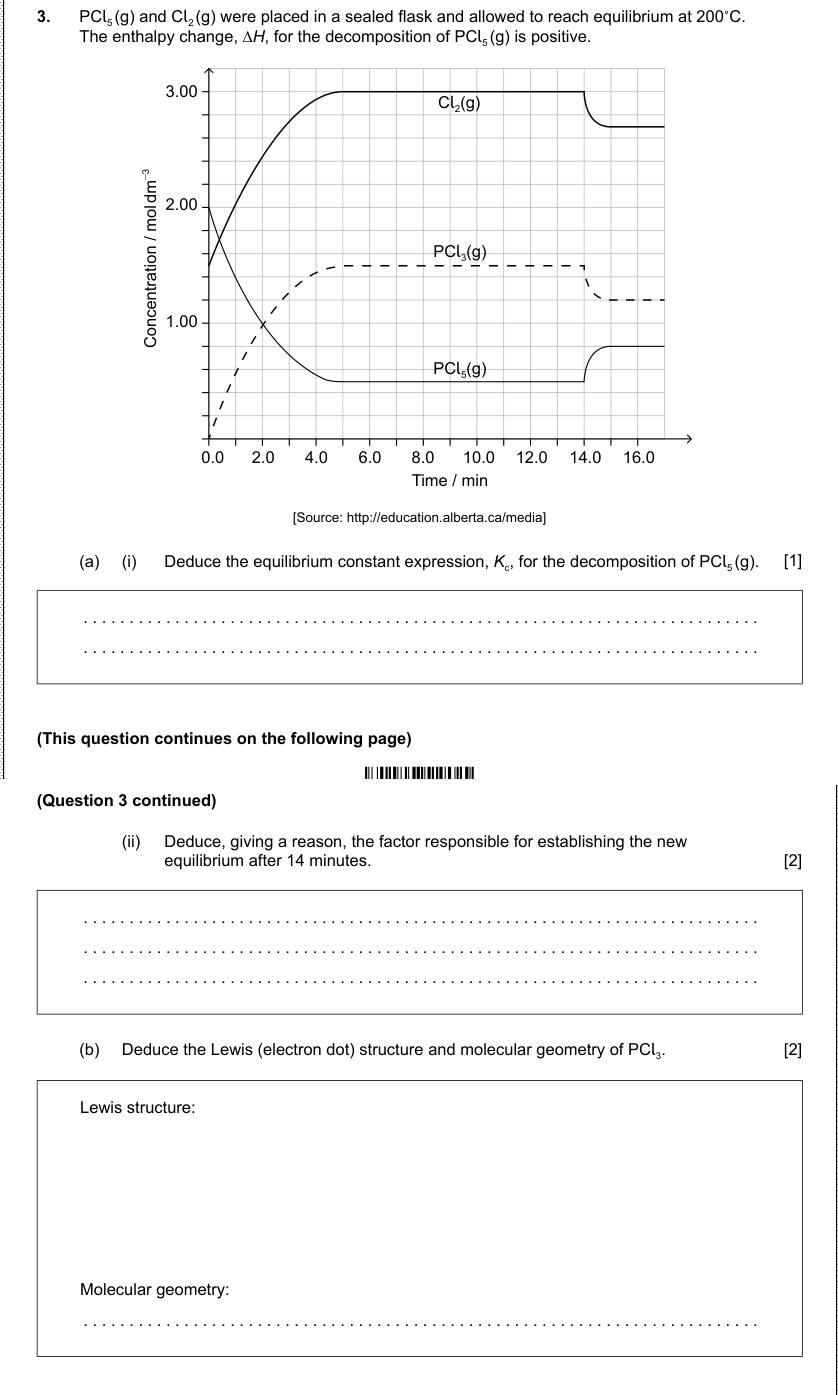 3. PCl₅(g) and Cl₂(g) were placed in a sealed flask and allowed to reach equilibrium at 200˚C.
The enthalpy change, ΔH, for the decomposition of PCl₅(g) is positive.
3.00
Cl₂(g)
2.00
PCl₃(g)
Concentration / mol dm⁻³
1.00
PCl₅(g)
0.0 2.0 4.0 6.0 8.0 10.0 12.0 14.0 16.0
Time / min
[Source: http://education.alberta.ca/media]
(a) (i) Deduce the equilibrium constant expression, Kc, for the decomposition of PCl₅(g). [1]
(This question continues on the following page)
(Question 3 continued)
(ii) Deduce, giving a reason, the factor responsible for establishing the new
equilibrium after 14 minutes. [2]
(b) Deduce the Lewis (electron dot) structure and molecular geometry of PCl₃. [2]
Lewis structure:
Molecular geometry: